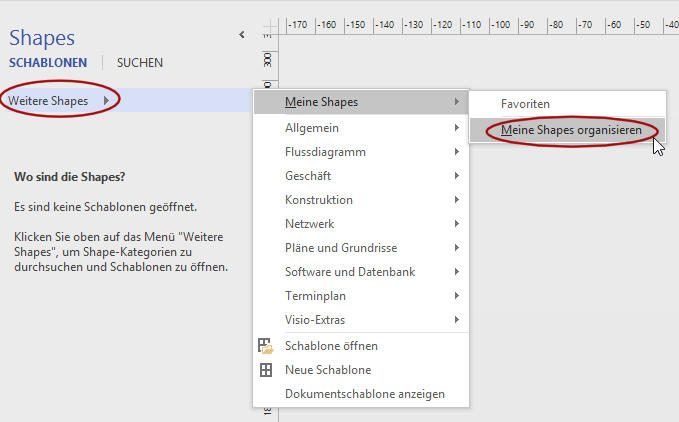 Shapes
SCHABLONEN
SUCHEN
Weitere Shapes
Wo sind die Shapes?
Es sind keine Schablonen geöffnet.
Klicken Sie oben auf das Menü "Weitere
Shapes", um Shape-Kategorien zu
durchsuchen und Schablonen zu öffnen.
-170 -160 -150 -140 -130 -120 -110 -100 -90 -80 -70 -60 -50 -40
300
Meine Shapes
Allgemein
Flussdiagramm
Geschäft
Konstruktion
Netzwerk
Pläne und Grundrisse
Software und Datenbank
Terminplan
Visio-Extras
Schablone öffnen
Neue Schablone
Dokumentschablone anzeigen
Favoriten
Meine Shapes organisieren